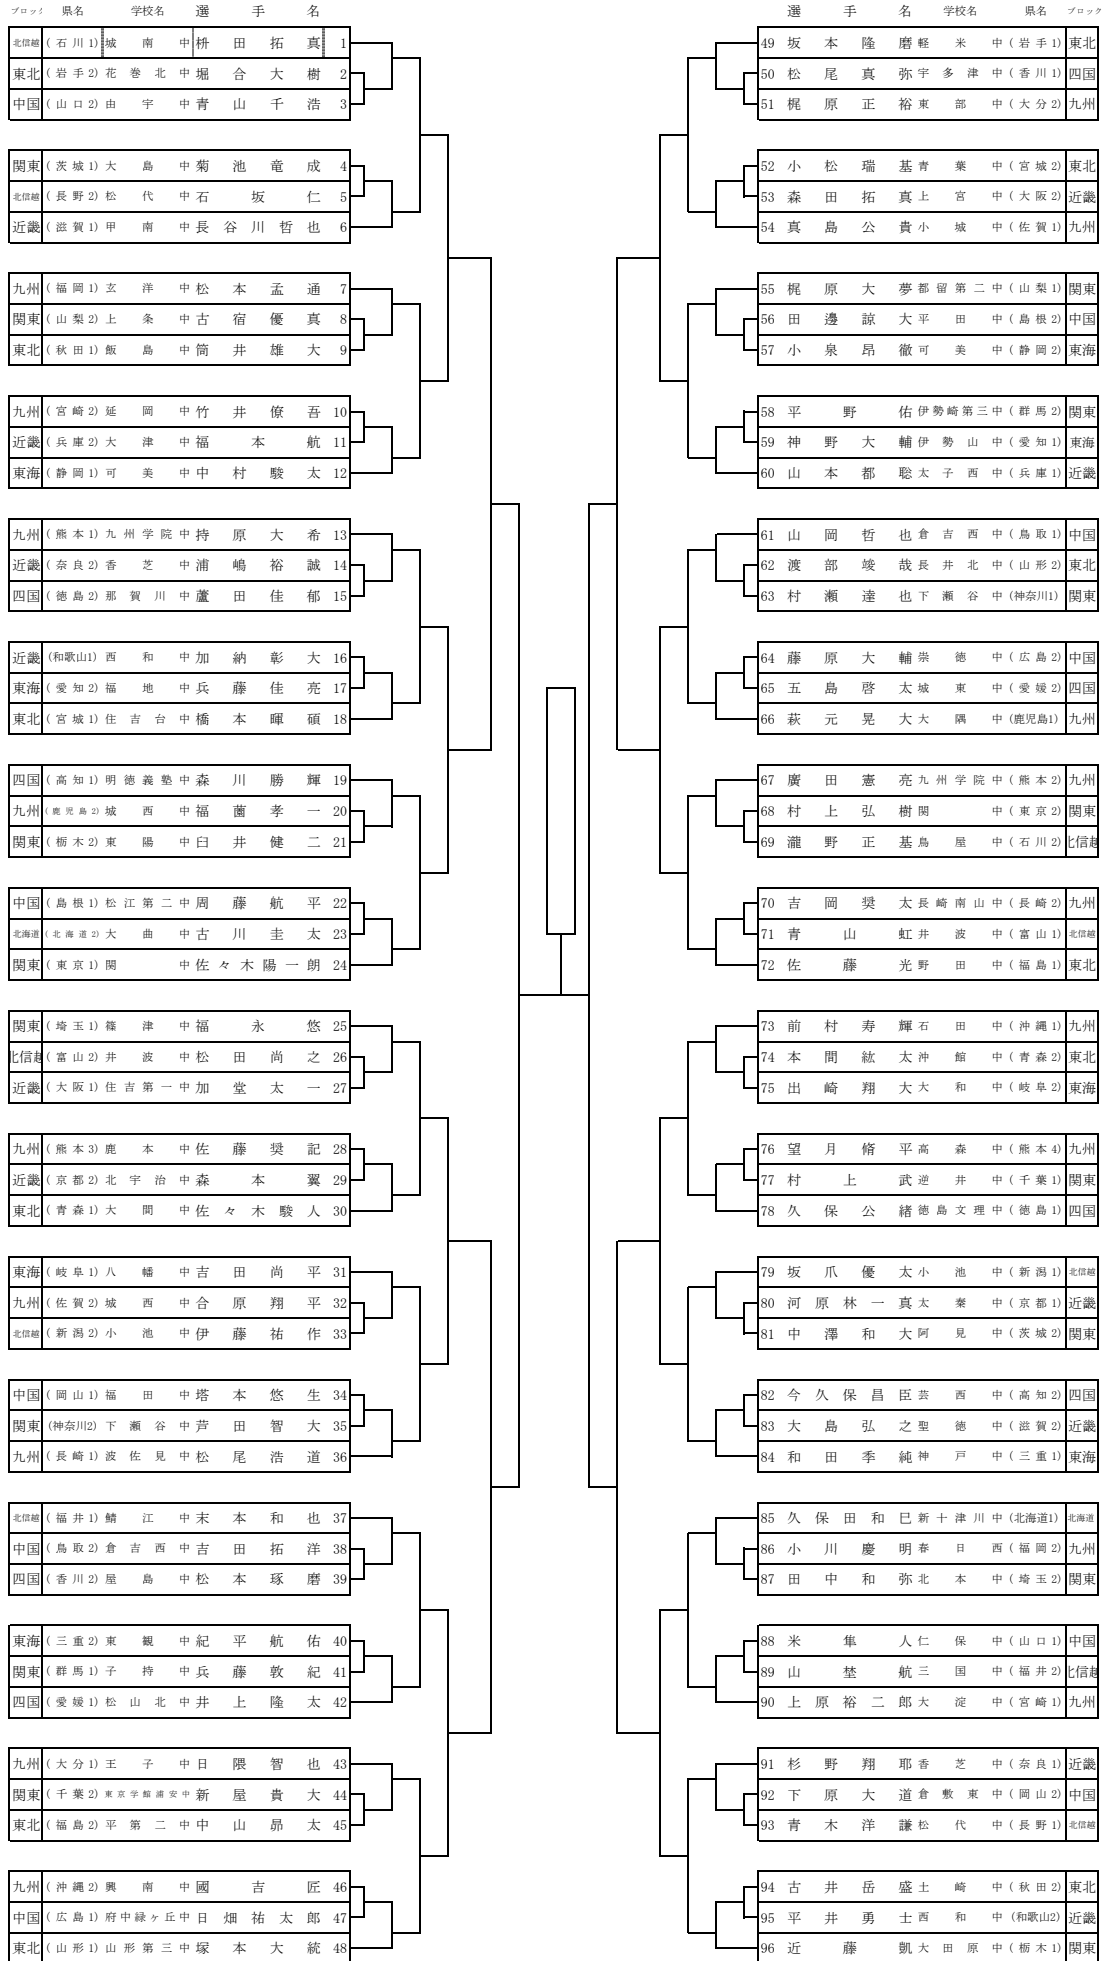 ブロック 県名 学校名 選手名
北信越 (石川1) 城南中 枡田拓真 1
東北 (岩手2) 花巻北中 堀合大樹 2
中国 (山口2) 由宇中 青山千浩 3
関東 (茨城1) 大島中 菊池竜成 4
北信越 (長野2) 松代中 石坂仁 5
近畿 (滋賀1) 甲南中 長谷川哲也 6
九州 (福岡1) 玄洋中 松本孟通 7
関東 (山梨2) 上条中 古宿優真 8
東北 (秋田1) 飯島中 筒井雄大 9
九州 (宮崎2) 延岡中 竹井僚吾 10
近畿 (兵庫2) 大津中 福本航 11
東海 (静岡1) 可美中 中村駿太 12
九州 (熊本1) 九州学院中 持原大希 13
近畿 (奈良2) 香芝中 浦嶋裕誠 14
四国 (徳島2) 那賀川中 蘆田佳郁 15
近畿 (和歌山1) 西和中 加納彰大 16
東海 (愛知2) 福地中 兵藤佳亮 17
東北 (宮城1) 住吉台中 橋本暉碩 18
四国 (高知1) 明徳義塾中 森川勝輝 19
九州 (鹿児島2) 城西中 福薗孝一 20
関東 (栃木2) 東陽中 臼井健二 21
中国 (島根1) 松江第二中 周藤航平 22
北海道 (北海道2) 大曲中 古川圭太 23
関東 (東京1) 関中 佐々木陽一朗 24
関東 (埼玉1) 篠津中 福永悠 25
北信越 (富山2) 井波中 松田尚之 26
近畿 (大阪1) 住吉第一中 加堂太一 27
九州 (熊本3) 鹿本中 佐藤奨記 28
近畿 (京都2) 北宇治中 森本翼 29
東北 (青森1) 大間中 佐々木駿人 30
東海 (岐阜1) 八幡中 吉田尚平 31
九州 (佐賀2) 城西中 合原翔平 32
北信越 (新潟2) 小池中 伊藤祐作 33
中国 (岡山1) 福田中 塔本悠生 34
関東 (神奈川2) 下瀬谷中 芦田智大 35
九州 (長崎1) 波佐見中 松尾浩道 36
北信越 (福井1) 鯖江中 末本和也 37
中国 (鳥取2) 倉吉西中 吉田拓洋 38
四国 (香川2) 屋島中 松本琢磨 39
東海 (三重2) 東観中 紀平航佑 40
関東 (群馬1) 子持中 兵藤敦紀 41
四国 (愛媛1) 松山北中 井上隆太 42
九州 (大分1) 王子中 日隈智也 43
関東 (千葉2) 東京学館浦安中 新屋貴大 44
東北 (福島2) 平第二中 中山昴太 45
九州 (沖縄2) 興南中 國吉匠 46
中国 (広島1) 府中緑ヶ丘中 日畑祐太郎 47
東北 (山形1) 山形第三中 塚本大統 48
選手名 学校名 県名 ブロック
49 坂本隆磨 軽米中 (岩手1) 東北
50 松尾真弥 宇多津中 (香川1) 四国
51 梶原正裕 東部中 (大分2) 九州
52 小松瑞基 青葉中 (宮城2) 東北
53 森田拓真 上宮中 (大阪2) 近畿
54 真島公貴 小城中 (佐賀1) 九州
55 梶原大夢 都留第二中 (山梨1) 関東
56 田邊諒大 平田中 (島根2) 中国
57 小泉昂徹 可美中 (静岡2) 東海
58 平野佑 伊勢崎第三中 (群馬2) 関東
59 神野大輔 伊勢山中 (愛知1) 東海
60 山本都聡 太子西中 (兵庫1) 近畿
61 山岡哲也 倉吉西中 (鳥取1) 中国
62 渡部竣哉 長井北中 (山形2) 東北
63 村瀬達也 下瀬谷中 (神奈川1) 関東
64 藤原大輔 崇徳中 (広島2) 中国
65 五島啓太 城東中 (愛媛2) 四国
66 萩元晃大 大隅中 (鹿児島1) 九州
67 廣田憲亮 九州学院中 (熊本2) 九州
68 村上弘樹 関中 (東京2) 関東
69 瀧野正基 鳥屋中 (石川2) 北信越
70 吉岡奨太 長崎南山中 (長崎2) 九州
71 青山虹 井波中 (富山1) 北信越
72 佐藤光 野田中 (福島1) 東北
73 前村寿輝 石田中 (沖縄1) 九州
74 本間紘太 沖館中 (青森2) 東北
75 出崎翔大 大和中 (岐阜2) 東海
76 望月脩平 高森中 (熊本4) 九州
77 村上武 逆井中 (千葉1) 関東
78 久保公緒 徳島文理中 (徳島1) 四国
79 坂爪優太 小池中 (新潟1) 北信越
80 河原林一真 太秦中 (京都1) 近畿
81 中澤和大 阿見中 (茨城2) 関東
82 今久保昌臣 芸西中 (高知2) 四国
83 大島弘之 聖徳中 (滋賀2) 近畿
84 和田季純 神戸中 (三重1) 東海
85 久保田和巳 新十津川中 (北海道1) 北海道
86 小川慶明 春日西 (福岡2) 九州
87 田中和弥 北本中 (埼玉2) 関東
88 米隼人 仁保中 (山口1) 中国
89 山埜航 三国中 (福井2) 北信越
90 上原裕二郎 大淀中 (宮崎1) 九州
91 杉野翔耶 香芝中 (奈良1) 近畿
92 下原大道 倉敷東中 (岡山2) 中国
93 青木洋謙 松代中 (長野1) 北信越
94 古井岳盛 土崎中 (秋田2) 東北
95 平井勇士 西和中 (和歌山2) 近畿
96 近藤凱 大田原中 (栃木1) 関東